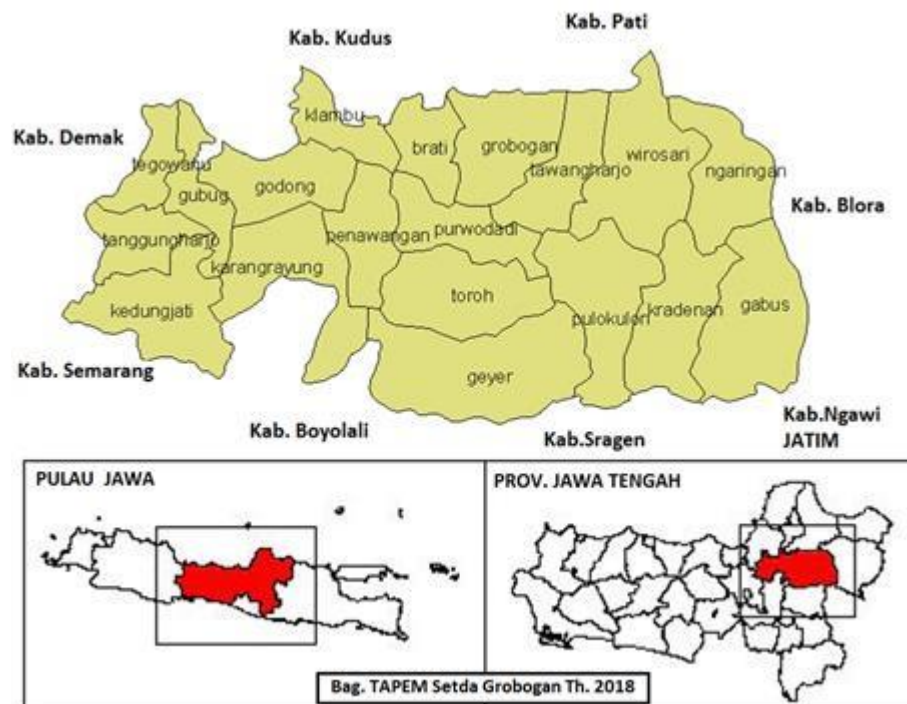 Kab. Pati
Kab. Kudus
klambu
Kab. Demak
brati
grobogan
wirosari
tegowanu
tawangharjo
ngaringan
gubug
godong
Kab. Blora
penawangan
purwodadi
tanggungharjo
karangrayung
toroh
kedungjati
pulokulon
kradenan
gabus
Kab. Semarang
geyer
Kab. Boyolali
Kab.Sragen
Kab.Ngawi
JATIM
PULAU JAWA
PROV. JAWA TENGAH
Bag. TAPEM Setda Grobogan Th. 2018